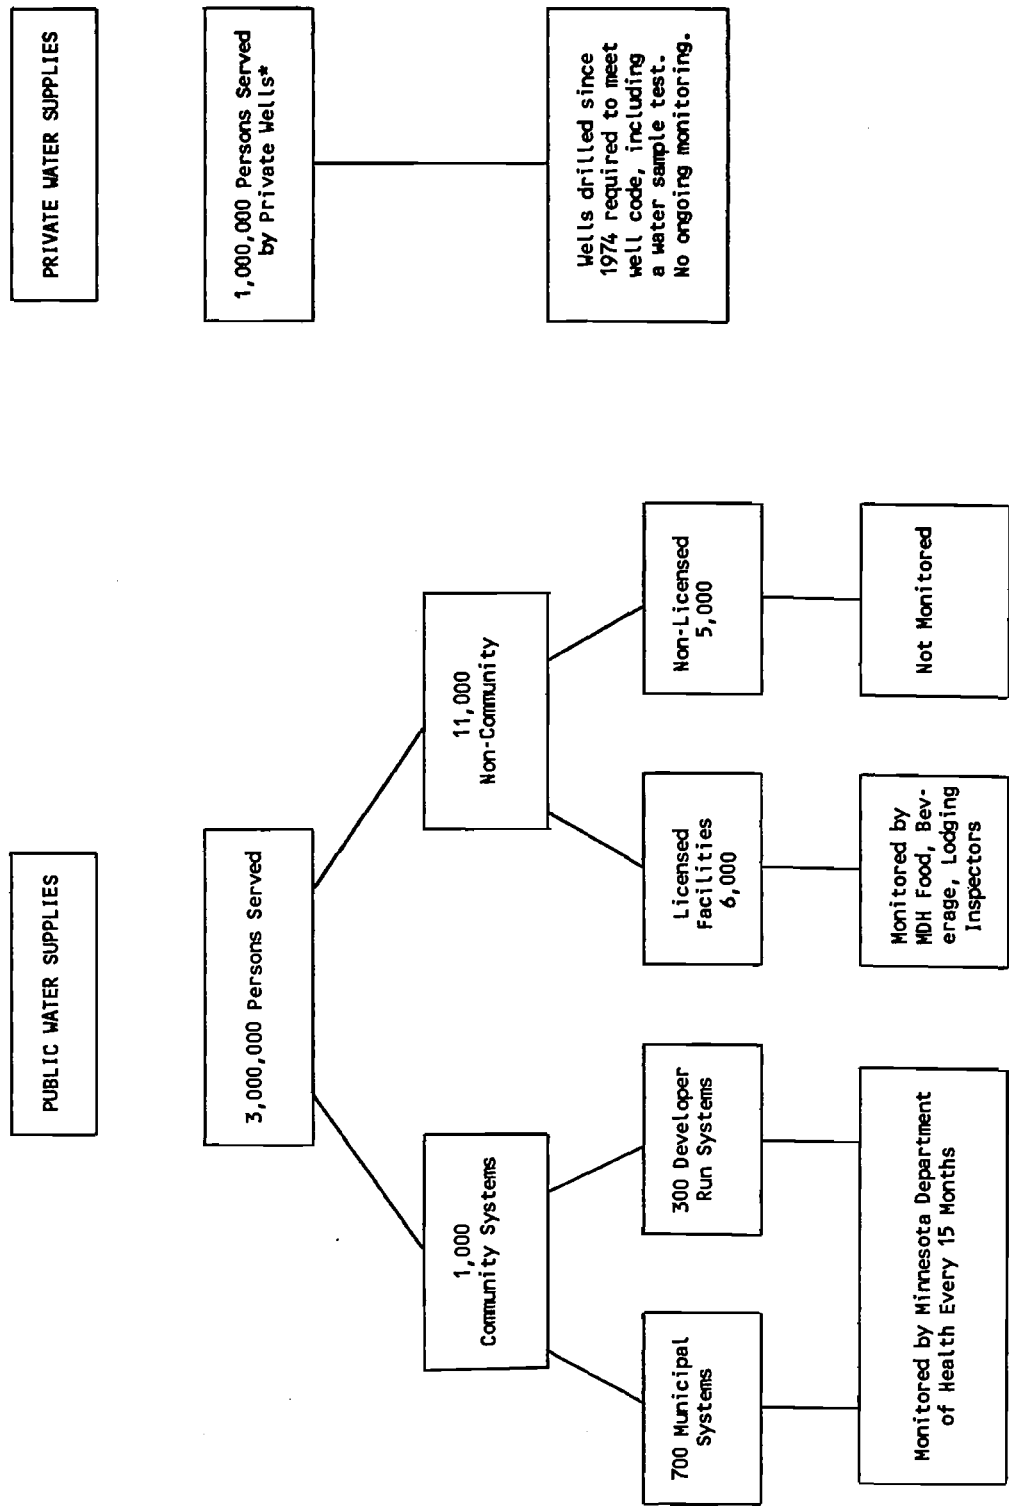 PUBLIC WATER SUPPLIES
3,000,000 Persons Served
1,000
Community Systems
11,000
Non-Community
700 Municipal
Systems
300 Developer
Run Systems
Licensed
Facilities
6,000
Non-Licensed
5,000
Monitored by Minnesota Department
of Health Every 15 Months
Monitored by
MDH Food, Bev-
erage, Lodging
Inspectors
Not Monitored
PRIVATE WATER SUPPLIES
1,000,000 Persons Served
by Private Wells*
Wells drilled since
1974 required to meet
well code, including
a water sample test.
No ongoing monitoring.